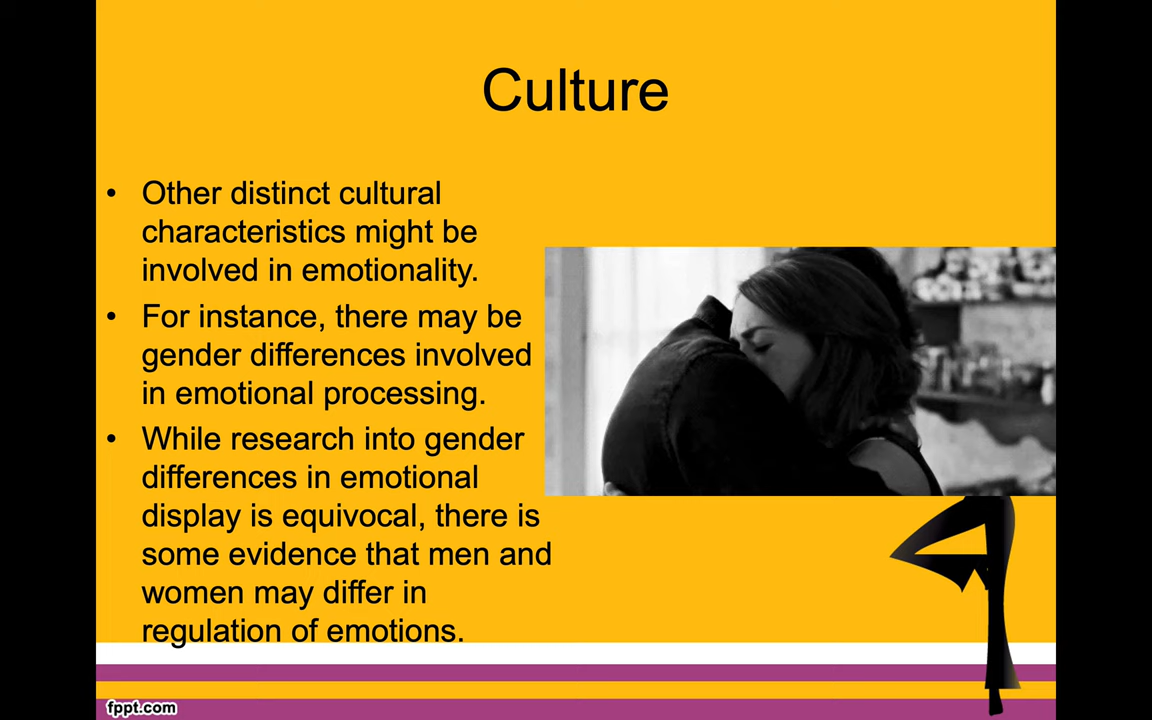 Culture
• Other distinct cultural
characteristics might be
involved in emotionality.
• For instance, there may be
gender differences involved
in emotional processing.
• While research into gender
differences in emotional
display is equivocal, there is
some evidence that men and
women may differ in
regulation of emotions.
fppt.com